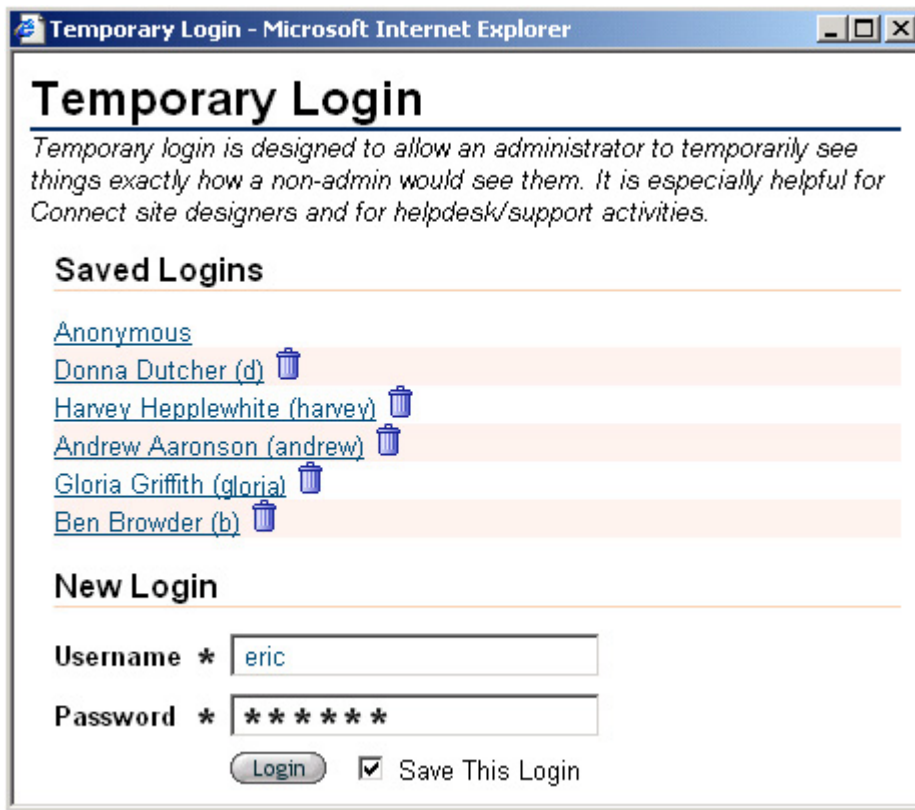 Temporary Login - Microsoft Internet Explorer
Temporary Login
Temporary login is designed to allow an administrator to temporarily see
things exactly how a non-admin would see them. It is especially helpful for
Connect site designers and for helpdesk/support activities.
Saved Logins
Anonymous
Donna Dutcher (d)
Harvey Hepplewhite (harvey)
Andrew Aaronson (andrew)
Gloria Griffith (gloria)
Ben Browder (b)
New Login
Username * eric
Password * ******
Login Save This Login